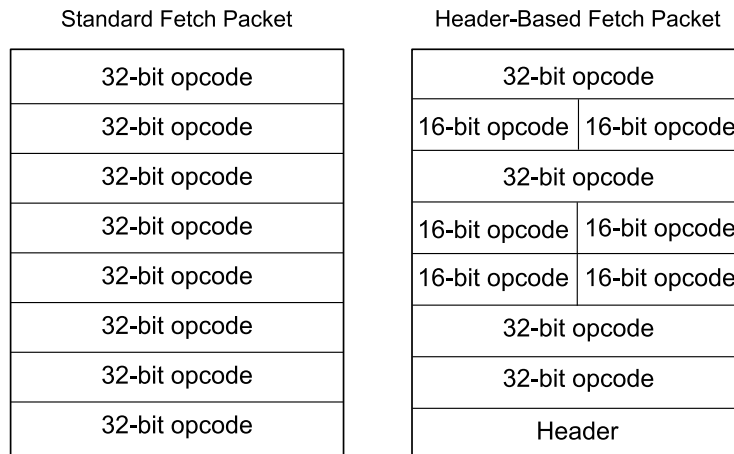 Standard Fetch Packet
32-bit opcode
32-bit opcode
32-bit opcode
32-bit opcode
32-bit opcode
32-bit opcode
32-bit opcode
32-bit opcode
Header-Based Fetch Packet
32-bit opcode
16-bit opcode 16-bit opcode
32-bit opcode
16-bit opcode 16-bit opcode
16-bit opcode 16-bit opcode
32-bit opcode
32-bit opcode
Header